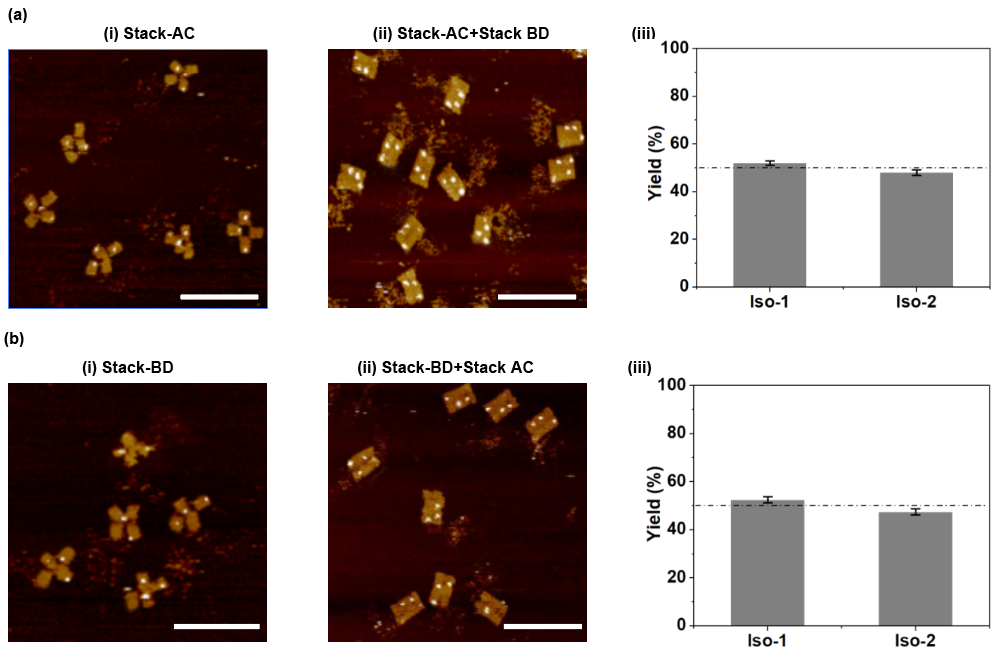 (a)
(i) Stack-AC
(ii) Stack-AC+Stack BD
(iii)
100
80
60
40
20
0
Yield (%)
Iso-1
Iso-2
(b)
(i) Stack-BD
(ii) Stack-BD+Stack AC
(iii)
100
80
60
40
20
0
Yield (%)
Iso-1
Iso-2